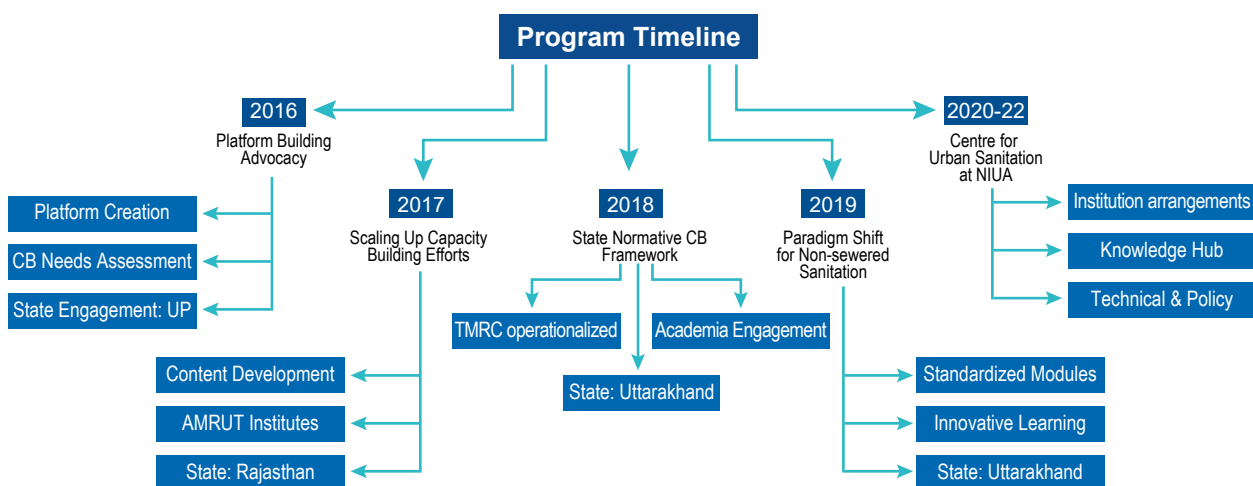 Program Timeline
2016
Platform Building
Advocacy
Platform Creation
CB Needs Assessment
State Engagement: UP
2017
Scaling Up Capacity
Building Efforts
Content Development
AMRUT Institutes
State: Rajasthan
2018
State Normative CB
Framework
TMRC operationalized
Academia Engagement
State: Uttarakhand
2019
Paradigm Shift
for Non-sewered
Sanitation
Standardized Modules
Innovative Learning
State: Uttarakhand
2020-22
Centre for
Urban Sanitation
at NIUA
Institution arrangements
Knowledge Hub
Technical & Policy